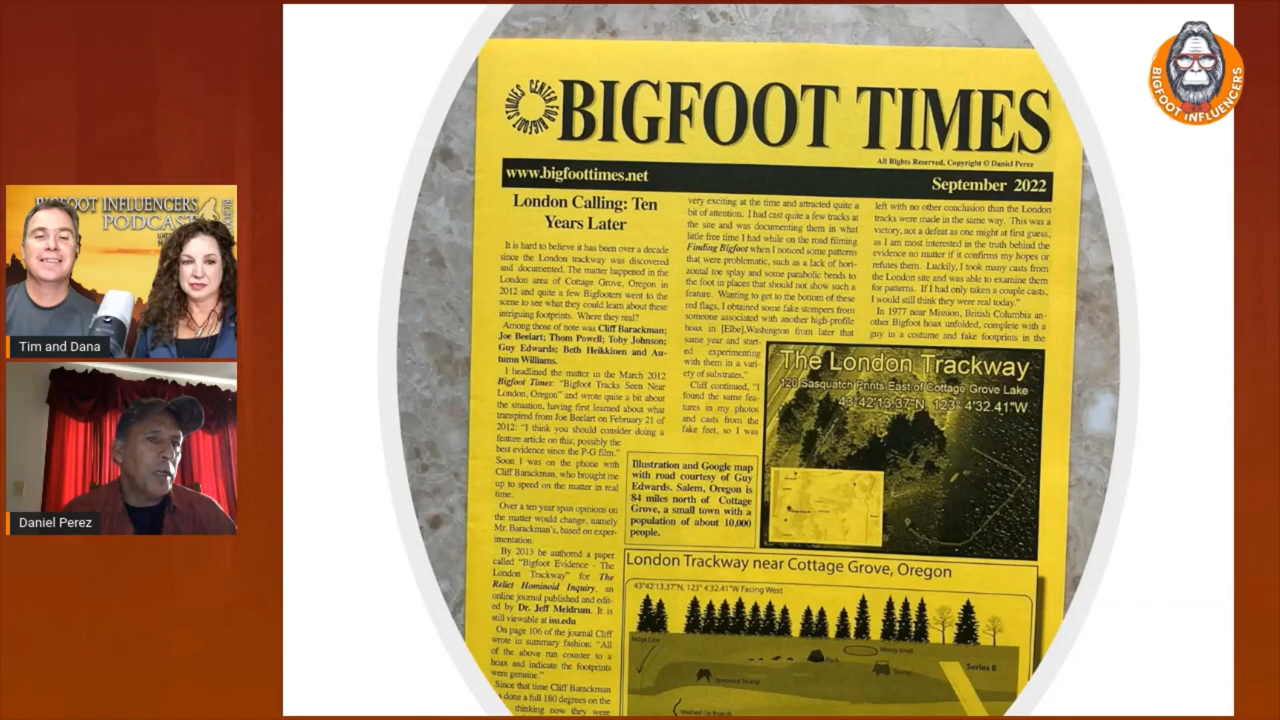 BIGFOOT INFLUENCERS
PODCAST
Tim and Dana
Daniel Perez
BIGFOOT INFLUENCERS
CENTER FOR BIGFOOT STUDIES
BIGFOOT TIMES
All Rights Reserved, Copyright © Daniel Perez
www.bigfoottimes.net
September 2022
London Calling: Ten
Years Later
It is hard to believe it has been over a decade
since the London trackway was discovered
and documented. The matter happened in the
London area of Cottage Grove, Oregon in
2012 and quite a few Bigfooters went to the
scene to see what they could learn about these
intriguing footprints. Where they real?
Among those of note was Cliff Barackman;
Joe Beelart; Thom Powell; Toby Johnson;
Guy Edwards; Beth Heikkinen and Au-
tumn Williams.
I headlined the matter in the March 2012
Bigfoot Times: "Bigfoot Tracks Seen Near
London, Oregon" and wrote quite a bit about
the situation, having first learned about what
transpired from Joe Beelart on February 21 of
2012: "I think you should consider doing a
feature article on this; possibly the
best evidence since the P-G film."
Soon I was on the phone with
Cliff Barackman, who brought me
up to speed on the matter in real
time.
Over a ten year span opinions on
the matter would change, namely
Mr. Barackman's, based on exper-
imentation.
By 2013 he authored a paper
called "Bigfoot Evidence - The
London Trackway" for The
Relict Hominoid Inquiry, an
online journal published and edit-
ed by Dr. Jeff Meldrum. It is
still viewable at isu.edu
On page 106 of the journal Cliff
wrote in summary fashion: "All
of the above run counter to a
hoax and indicate the footprints
were genuine."
Since that time Cliff Barackman
done a full 180 degrees on the
thinking now they were
very exciting at the time and attracted quite a
bit of attention. I had cast quite a few tracks at
the site and was documenting them in what
little free time I had while on the road filming
Finding Bigfoot when I noticed some patterns
that were problematic, such as a lack of hori-
zontal toe splay and some parabolic bends to
the foot in places that should not show such a
feature. Wanting to get to the bottom of these
red flags, I obtained some fake stompers from
someone associated with another high-profile
hoax in [Elbe],Washington from later that
same year and start-
ed experimenting
with them in a vari-
ety of substrates."
Cliff continued, "I
found the same fea-
tures in my photos
and casts from the
fake feet, so I was
left with no other conclusion than the London
tracks were made in the same way. This was a
victory, not a defeat as one might at first guess,
as I am most interested in the truth behind the
evidence no matter if it confirms my hopes or
refutes them. Luckily, I took many casts from
the London site and was able to examine them
for patterns. If I had only taken a couple casts,
I would still think they were real today."
In 1977 near Mission, British Columbia an-
other Bigfoot hoax unfolded, complete with a
guy in a costume and fake footprints in the
The London Trackway
120 Sasquatch Prints East of Cottage Grove Lake
43°42'13.37"N, 123° 4'32.41"W
Illustration and Google map
with road courtesy of Guy
Edwards. Salem, Oregon is
84 miles north of Cottage
Grove, a small town with a
population of about 10,000
people.
London Trackway near Cottage Grove, Oregon
43°42'13.37"N, 123° 4'32.41"W Facing West
Ridge Line
Mossy Knoll
Rock
Stump
Series B
Uprooted Stump
Washed Up Branch